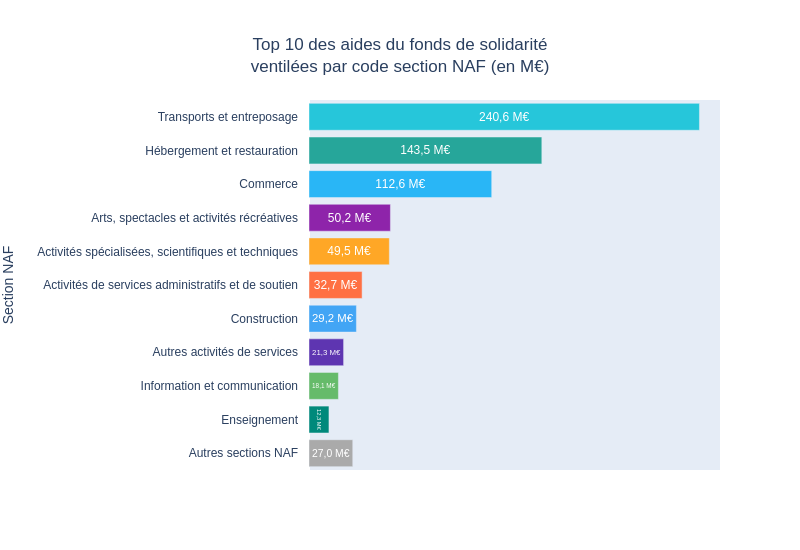 Top 10 des aides du fonds de solidarité
ventilées par code section NAF (en M€)
Section NAF
Transports et entreposage 240,6 M€
Hébergement et restauration 143,5 M€
Commerce 112,6 M€
Arts, spectacles et activités récréatives 50,2 M€
Activités spécialisées, scientifiques et techniques 49,5 M€
Activités de services administratifs et de soutien 32,7 M€
Construction 29,2 M€
Autres activités de services 21,3 M€
Information et communication 18,1 M€
Enseignement 12,3 M€
Autres sections NAF 27,0 M€